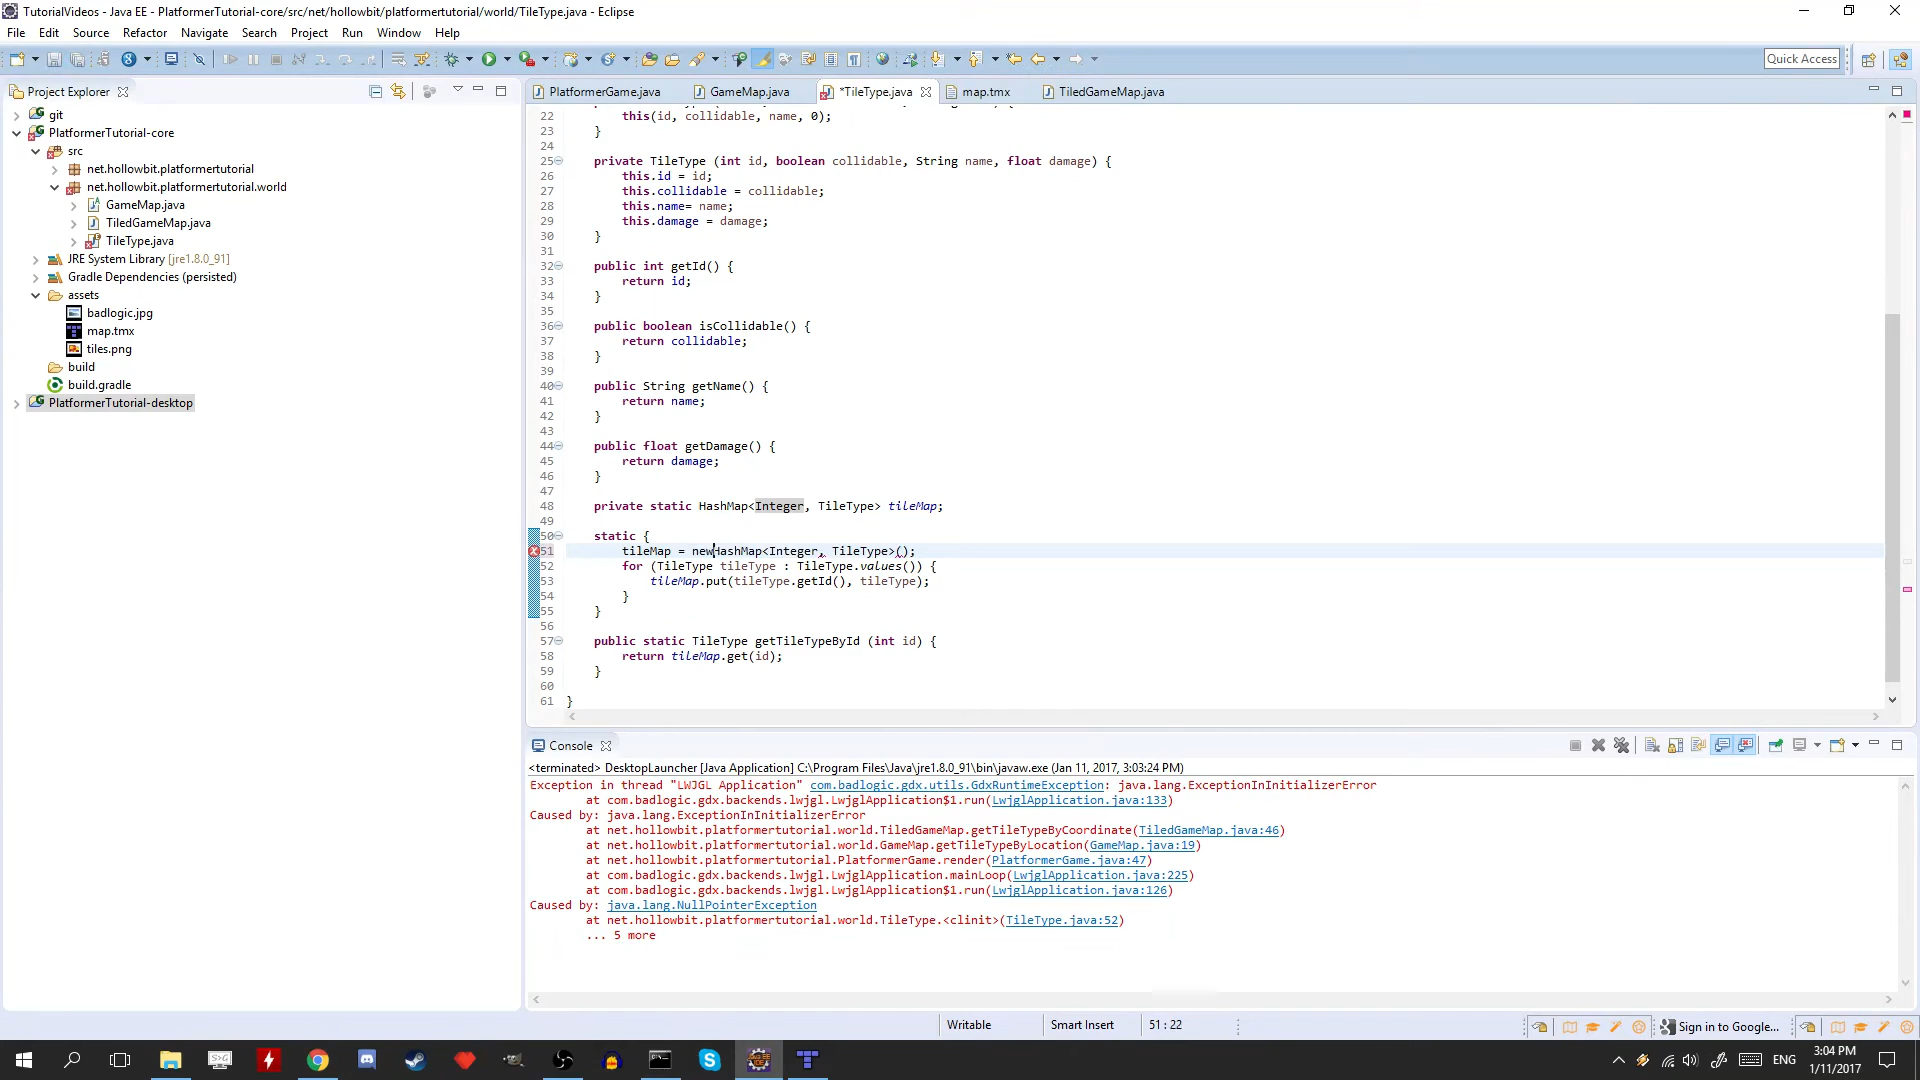 TutorialVideos - Java EE - PlatformerTutorial-core/src/net/hollowbit/platformertutorial/world/TileType.java - Eclipse
File Edit Source Refactor Navigate Search Project Run Window Help
Quick Access
Project Explorer
git
PlatformerTutorial-core
src
net.hollowbit.platformertutorial
net.hollowbit.platformertutorial.world
GameMap.java
TiledGameMap.java
TileType.java
JRE System Library [jre1.8.0_91]
Gradle Dependencies (persisted)
assets
badlogic.jpg
map.tmx
tiles.png
build
build.gradle
PlatformerTutorial-desktop
PlatformerGame.java GameMap.java *TileType.java map.tmx TiledGameMap.java
22 this(id, collidable, name, 0);
23 }
24
25 private TileType (int id, boolean collidable, String name, float damage) {
26 this.id = id;
27 this.collidable = collidable;
28 this.name= name;
29 this.damage = damage;
30 }
31
32 public int getId() {
33 return id;
34 }
35
36 public boolean isCollidable() {
37 return collidable;
38 }
39
40 public String getName() {
41 return name;
42 }
43
44 public float getDamage() {
45 return damage;
46 }
47
48 private static HashMap<Integer, TileType> tileMap;
49
50 static {
51 tileMap = newHashMap<Integer, TileType>();
52 for (TileType tileType : TileType.values()) {
53 tileMap.put(tileType.getId(), tileType);
54 }
55 }
56
57 public static TileType getTileTypeById (int id) {
58 return tileMap.get(id);
59 }
60
61 }
Console
<terminated> DesktopLauncher [Java Application] C:\Program Files\Java\jre1.8.0_91\bin\javaw.exe (Jan 11, 2017, 3:03:24 PM)
Exception in thread "LWJGL Application" com.badlogic.gdx.utils.GdxRuntimeException: java.lang.ExceptionInInitializerError
at com.badlogic.gdx.backends.lwjgl.LwjglApplication$1.run(LwjglApplication.java:133)
Caused by: java.lang.ExceptionInInitializerError
at net.hollowbit.platformertutorial.world.TiledGameMap.getTileTypeByCoordinate(TiledGameMap.java:46)
at net.hollowbit.platformertutorial.world.GameMap.getTileTypeByLocation(GameMap.java:19)
at net.hollowbit.platformertutorial.PlatformerGame.render(PlatformerGame.java:47)
at com.badlogic.gdx.backends.lwjgl.LwjglApplication.mainLoop(LwjglApplication.java:225)
at com.badlogic.gdx.backends.lwjgl.LwjglApplication$1.run(LwjglApplication.java:126)
Caused by: java.lang.NullPointerException
at net.hollowbit.platformertutorial.world.TileType.<clinit>(TileType.java:52)
... 5 more
Writable Smart Insert 51 : 22
Sign in to Google...
ENG
3:04 PM
1/11/2017